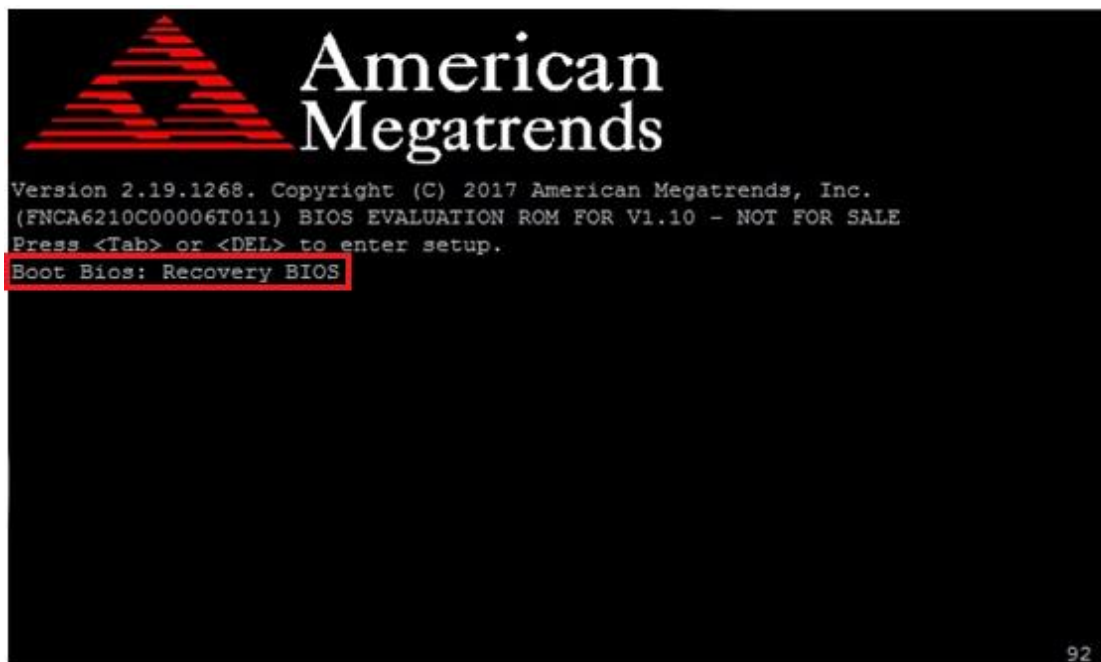 American
Megatrends
Version 2.19.1268. Copyright (C) 2017 American Megatrends, Inc.
(FNCA6210C00006T011) BIOS EVALUATION ROM FOR V1.10 - NOT FOR SALE
Press <Tab> or <DEL> to enter setup.
Boot Bios: Recovery BIOS
92